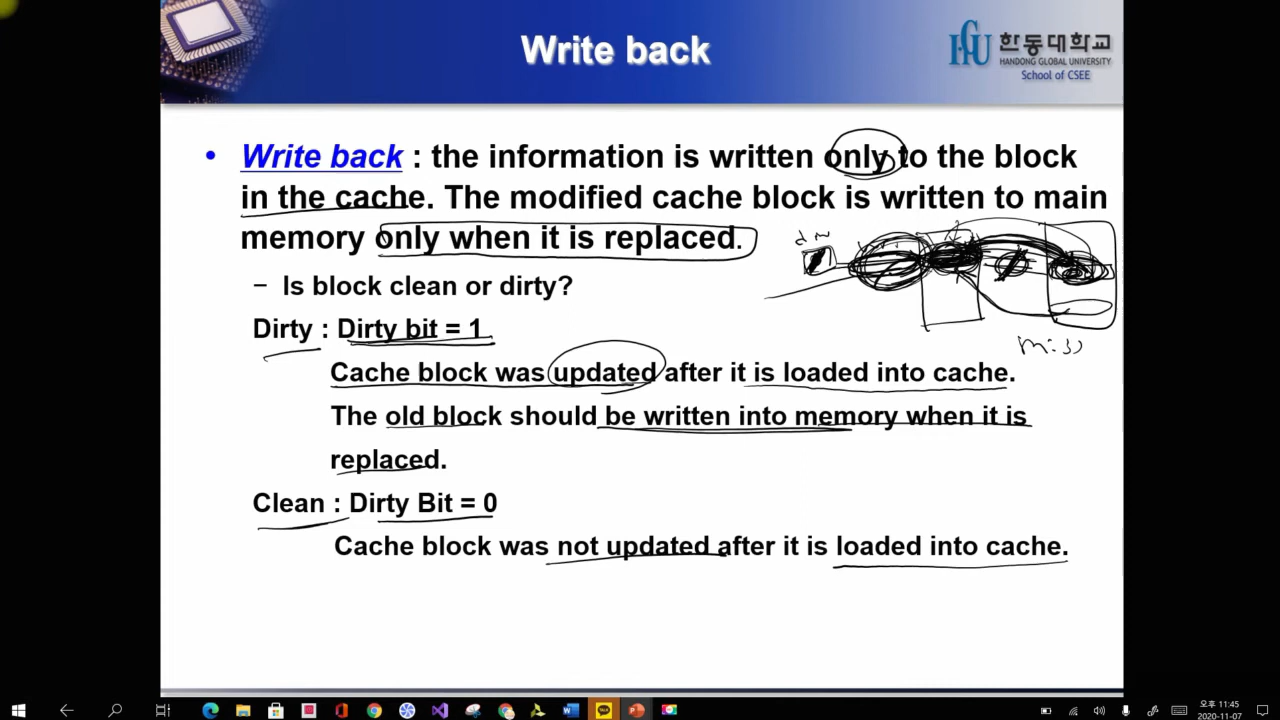 Write back
한동대학교
HANDONG GLOBAL UNIVERSITY
School of CSEE
• Write back : the information is written only to the block
in the cache. The modified cache block is written to main
memory only when it is replaced.
– Is block clean or dirty?
Dirty : Dirty bit = 1
Cache block was updated after it is loaded into cache.
The old block should be written into memory when it is
replaced.
Clean : Dirty Bit = 0
Cache block was not updated after it is loaded into cache.
miss
오후 11:45
2020-11-07